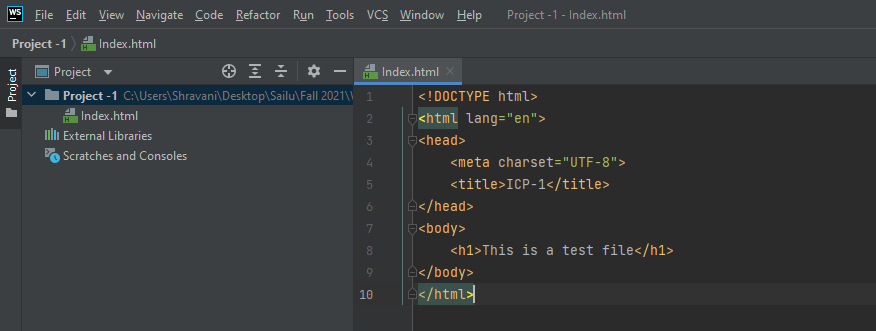 WS File Edit View Navigate Code Refactor Run Tools VCS Window Help Project -1 - Index.html
Project -1 Index.html
Project
Project
Project -1 C:\Users\Shravani\Desktop\Sailu\Fall 2021\
Index.html
External Libraries
Scratches and Consoles
Index.html
1 <!DOCTYPE html>
2 <html lang="en">
3 <head>
4 <meta charset="UTF-8">
5 <title>ICP-1</title>
6 </head>
7 <body>
8 <h1>This is a test file</h1>
9 </body>
10 </html>